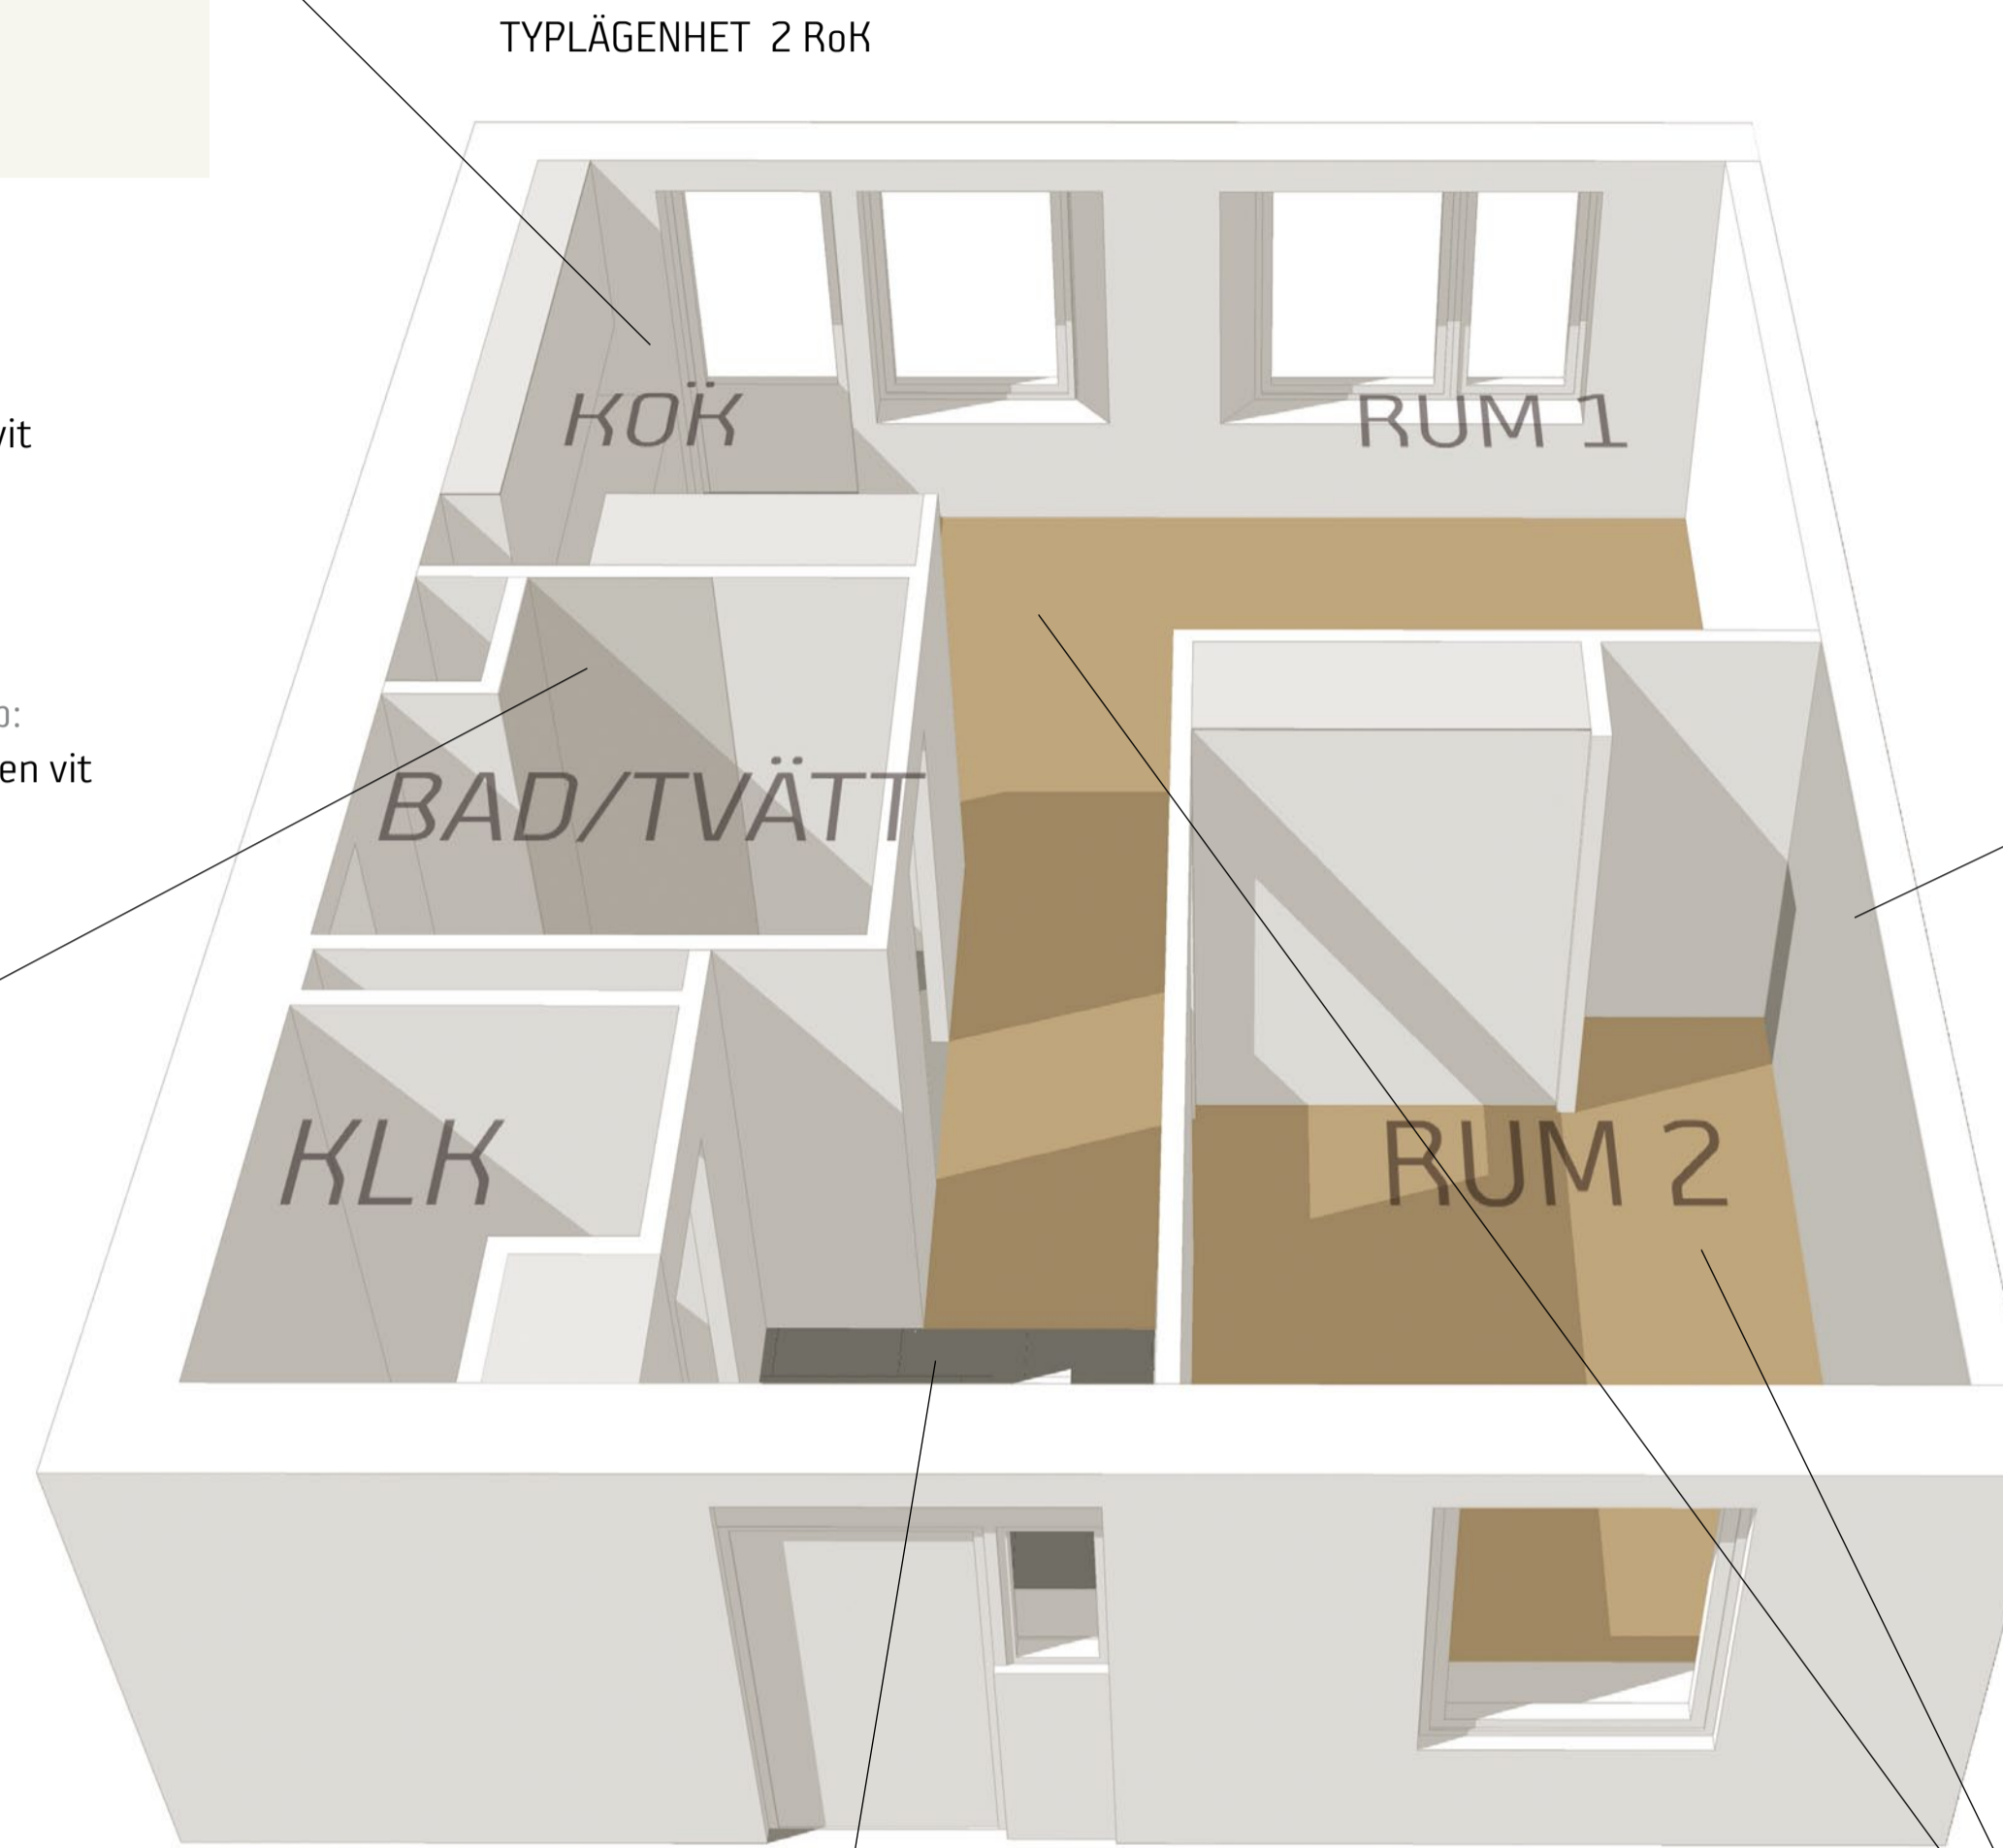 TYPLÄGENHET 2 RoK
KÖK
RUM 1
vit
en vit
BAD/TVÄTT
KLK
RUM 2